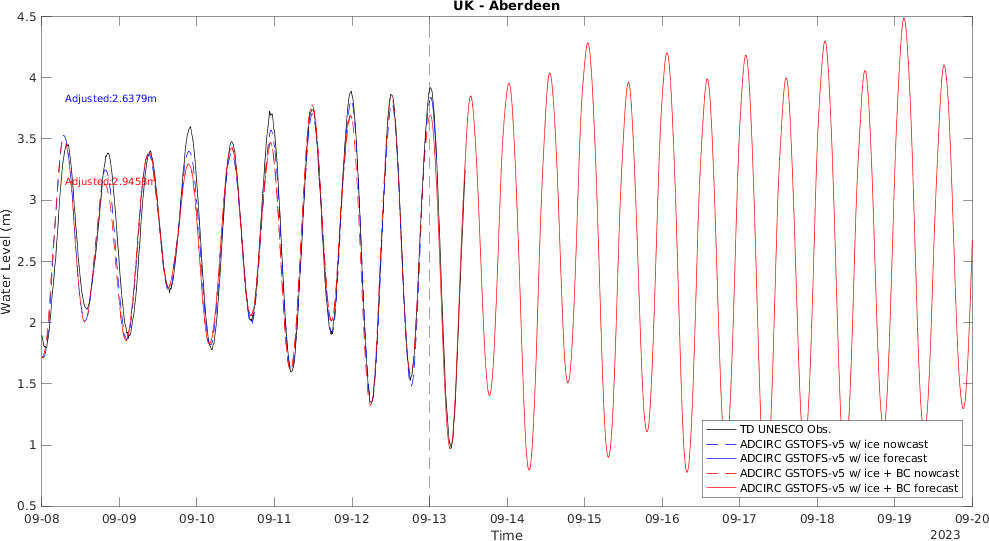 UK - Aberdeen
4.5
4
3.5
3
2.5
2
1.5
1
0.5
Water Level (m)
Adjusted:2.6379m
Adjusted:2.9453m
TD UNESCO Obs.
ADCIRC GSTOFS-v5 w/ ice nowcast
ADCIRC GSTOFS-v5 w/ ice forecast
ADCIRC GSTOFS-v5 w/ ice + BC nowcast
ADCIRC GSTOFS-v5 w/ ice + BC forecast
09-08 09-09 09-10 09-11 09-12 09-13 09-14 09-15 09-16 09-17 09-18 09-19 09-20
Time
2023